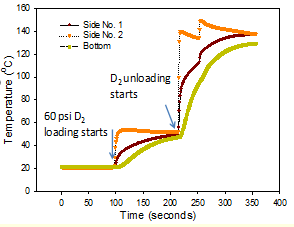 160
140
120
100
80
60
40
20
0
Temperature (⁰C)
Side No. 1
Side No. 2
Bottom
D₂ unloading
starts
60 psi D₂
loading starts
0 50 100 150 200 250 300 350 400
Time (seconds)